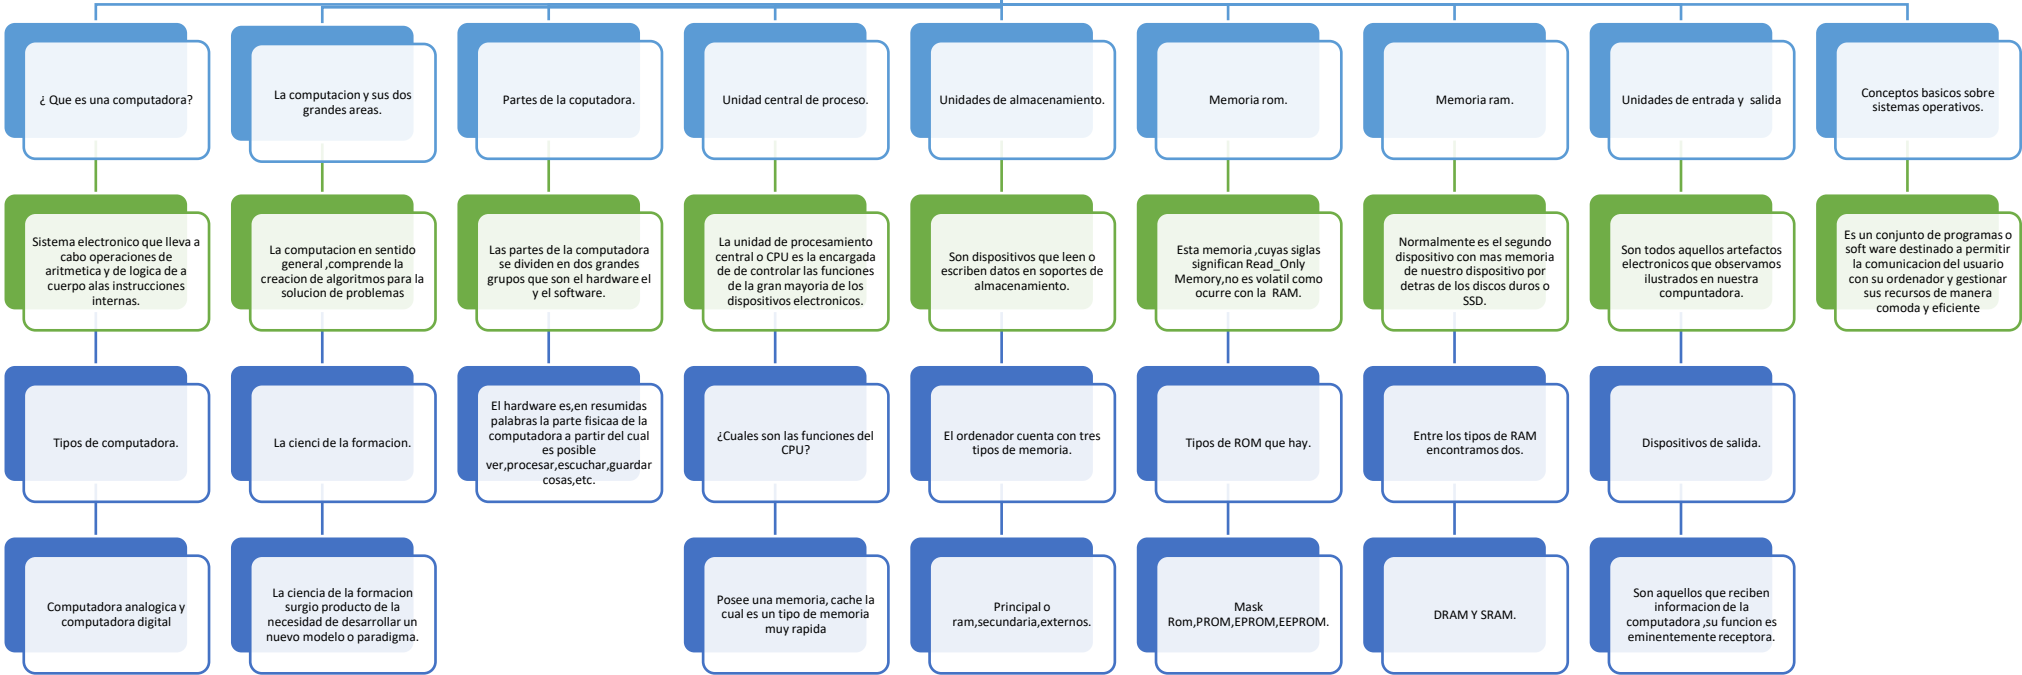 ¿ Que es una computadora?
La computacion y sus dos
grandes areas.
Partes de la coputadora.
Unidad central de proceso.
Unidades de almacenamiento.
Memoria rom.
Memoria ram.
Unidades de entrada y salida
Conceptos basicos sobre
sistemas operativos.
Sistema electronico que lleva a
cabo operaciones de
aritmetica y de logica de a
cuerpo alas instrucciones
internas.
La computacion en sentido
general ,comprende la
creacion de algoritmos para la
solucion de problemas
Las partes de la computadora
se dividen en dos grandes
grupos que son el hardware el
y el software.
La unidad de procesamiento
central o CPU es la encargada
de de controlar las funciones
de la gran mayoria de los
dispositivos electronicos.
Son dispositivos que leen o
escriben datos en soportes de
almacenamiento.
Esta memoria ,cuyas siglas
significan Read_Only
Memory,no es volatil como
ocurre con la RAM.
Normalmente es el segundo
dispositivo con mas memoria
de nuestro dispositivo por
detras de los discos duros o
SSD.
Son todos aquellos artefactos
electronicos que observamos
ilustrados en nuestra
compuntadora.
Es un conjunto de programas o
soft ware destinado a permitir
la comunicacion del usuario
con su ordenador y gestionar
sus recursos de manera
comoda y eficiente
Tipos de computadora.
La cienci de la formacion.
El hardware es,en resumidas
palabras la parte fisicaa de la
computadora a partir del cual
es posible
ver,procesar,escuchar,guardar
cosas,etc.
¿Cuales son las funciones del
CPU?
El ordenador cuenta con tres
tipos de memoria.
Tipos de ROM que hay.
Entre los tipos de RAM
encontramos dos.
Dispositivos de salida.
Computadora analogica y
computadora digital
La ciencia de la formacion
surgio producto de la
necesidad de desarrollar un
nuevo modelo o paradigma.
Posee una memoria, cache la
cual es un tipo de memoria
muy rapida
Principal o
ram,secundaria,externos.
Mask
Rom,PROM,EPROM,EEPROM.
DRAM Y SRAM.
Son aquellos que reciben
informacion de la
computadora ,su funcion es
eminentemente receptora.